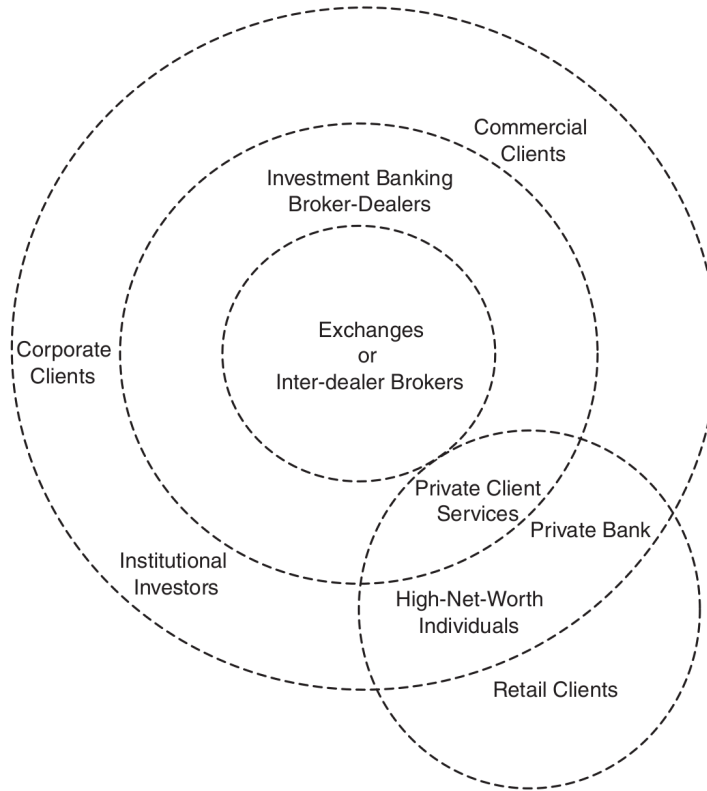 Commercial
Clients
Investment Banking
Broker-Dealers
Exchanges
or
Inter-dealer Brokers
Corporate
Clients
Private Client
Services
Private Bank
Institutional
Investors
High-Net-Worth
Individuals
Retail Clients